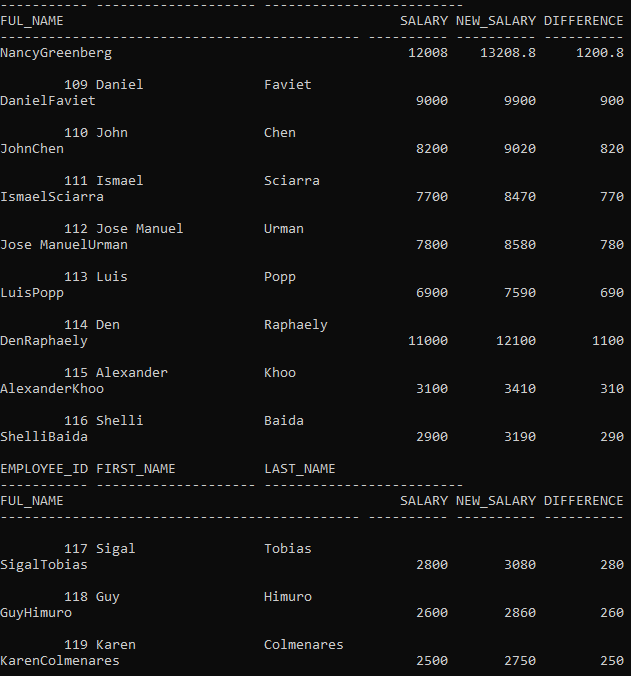 ----------- -------------------- -------------------------
FUL_NAME                                          SALARY NEW_SALARY DIFFERENCE
--------------------------------------------- ---------- ---------- ----------
NancyGreenberg                                     12008    13208.8     1200.8
        109 Daniel               Faviet
DanielFaviet                                        9000       9900        900
        110 John                 Chen
JohnChen                                            8200       9020        820
        111 Ismael               Sciarra
IsmaelSciarra                                       7700       8470        770
        112 Jose Manuel          Urman
Jose ManuelUrman                                    7800       8580        780
        113 Luis                 Popp
LuisPopp                                            6900       7590        690
        114 Den                  Raphaely
DenRaphaely                                        11000      12100       1100
        115 Alexander            Khoo
AlexanderKhoo                                       3100       3410        310
        116 Shelli               Baida
ShelliBaida                                         2900       3190        290
EMPLOYEE_ID FIRST_NAME           LAST_NAME
----------- -------------------- -------------------------
FUL_NAME                                          SALARY NEW_SALARY DIFFERENCE
--------------------------------------------- ---------- ---------- ----------
        117 Sigal                Tobias
SigalTobias                                         2800       3080        280
        118 Guy                  Himuro
GuyHimuro                                           2600       2860        260
        119 Karen                Colmenares
KarenColmenares                                     2500       2750        250